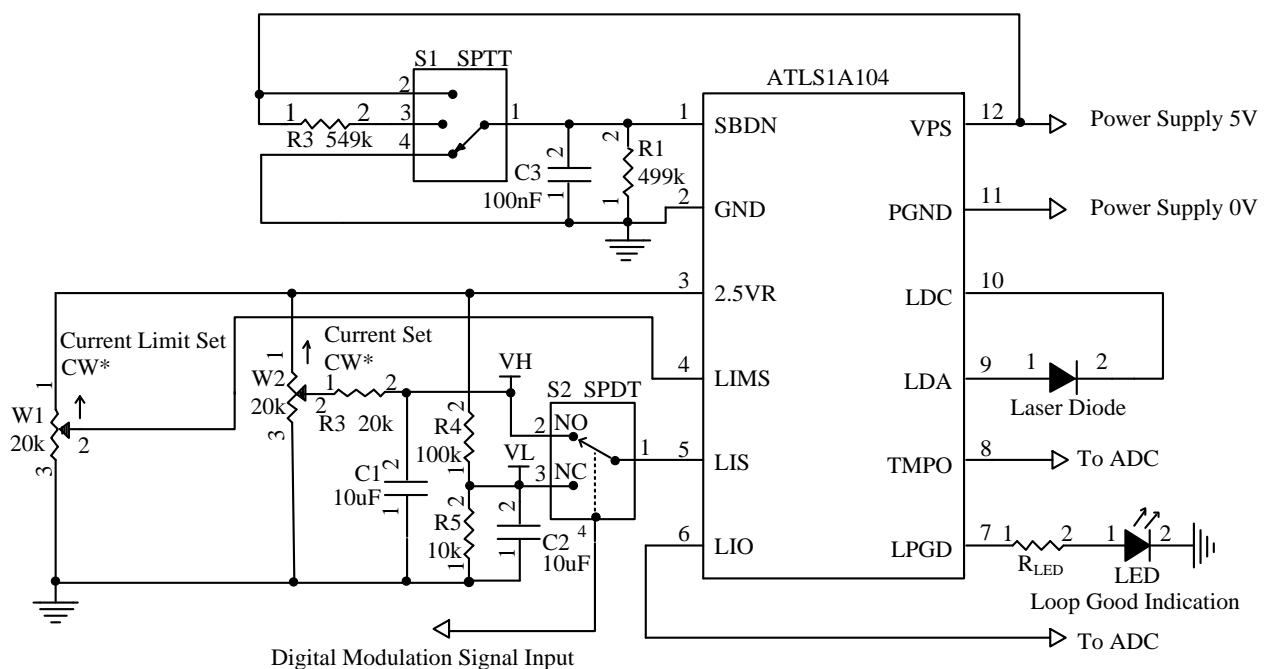 S1 SPTT
ATLS1A104
2
1 2 3 1
R3 549k 4
2
C3
1
100nF
2
R1
499k
1
1 SBDN VPS 12 Power Supply 5V
2 GND PGND 11 Power Supply 0V
3 2.5VR LDC 10
4 LIMS LDA 9 1 2
Laser Diode
5 LIS TMPO 8 To ADC
6 LIO LPGD 7 1 2 1 2
RLED LED
Loop Good Indication
To ADC
Current Limit Set
CW*
1
W1
20k 2
3
Current Set
CW*
1
W2
20k 2
3
1 2
R3 20k
VH
S2 SPDT
2 NO 1
3 NC
4
2
R4
100k
1
VL
C1 2
10uF
1
2
R5
10k
1
2
C2
1 10uF
Digital Modulation Signal Input